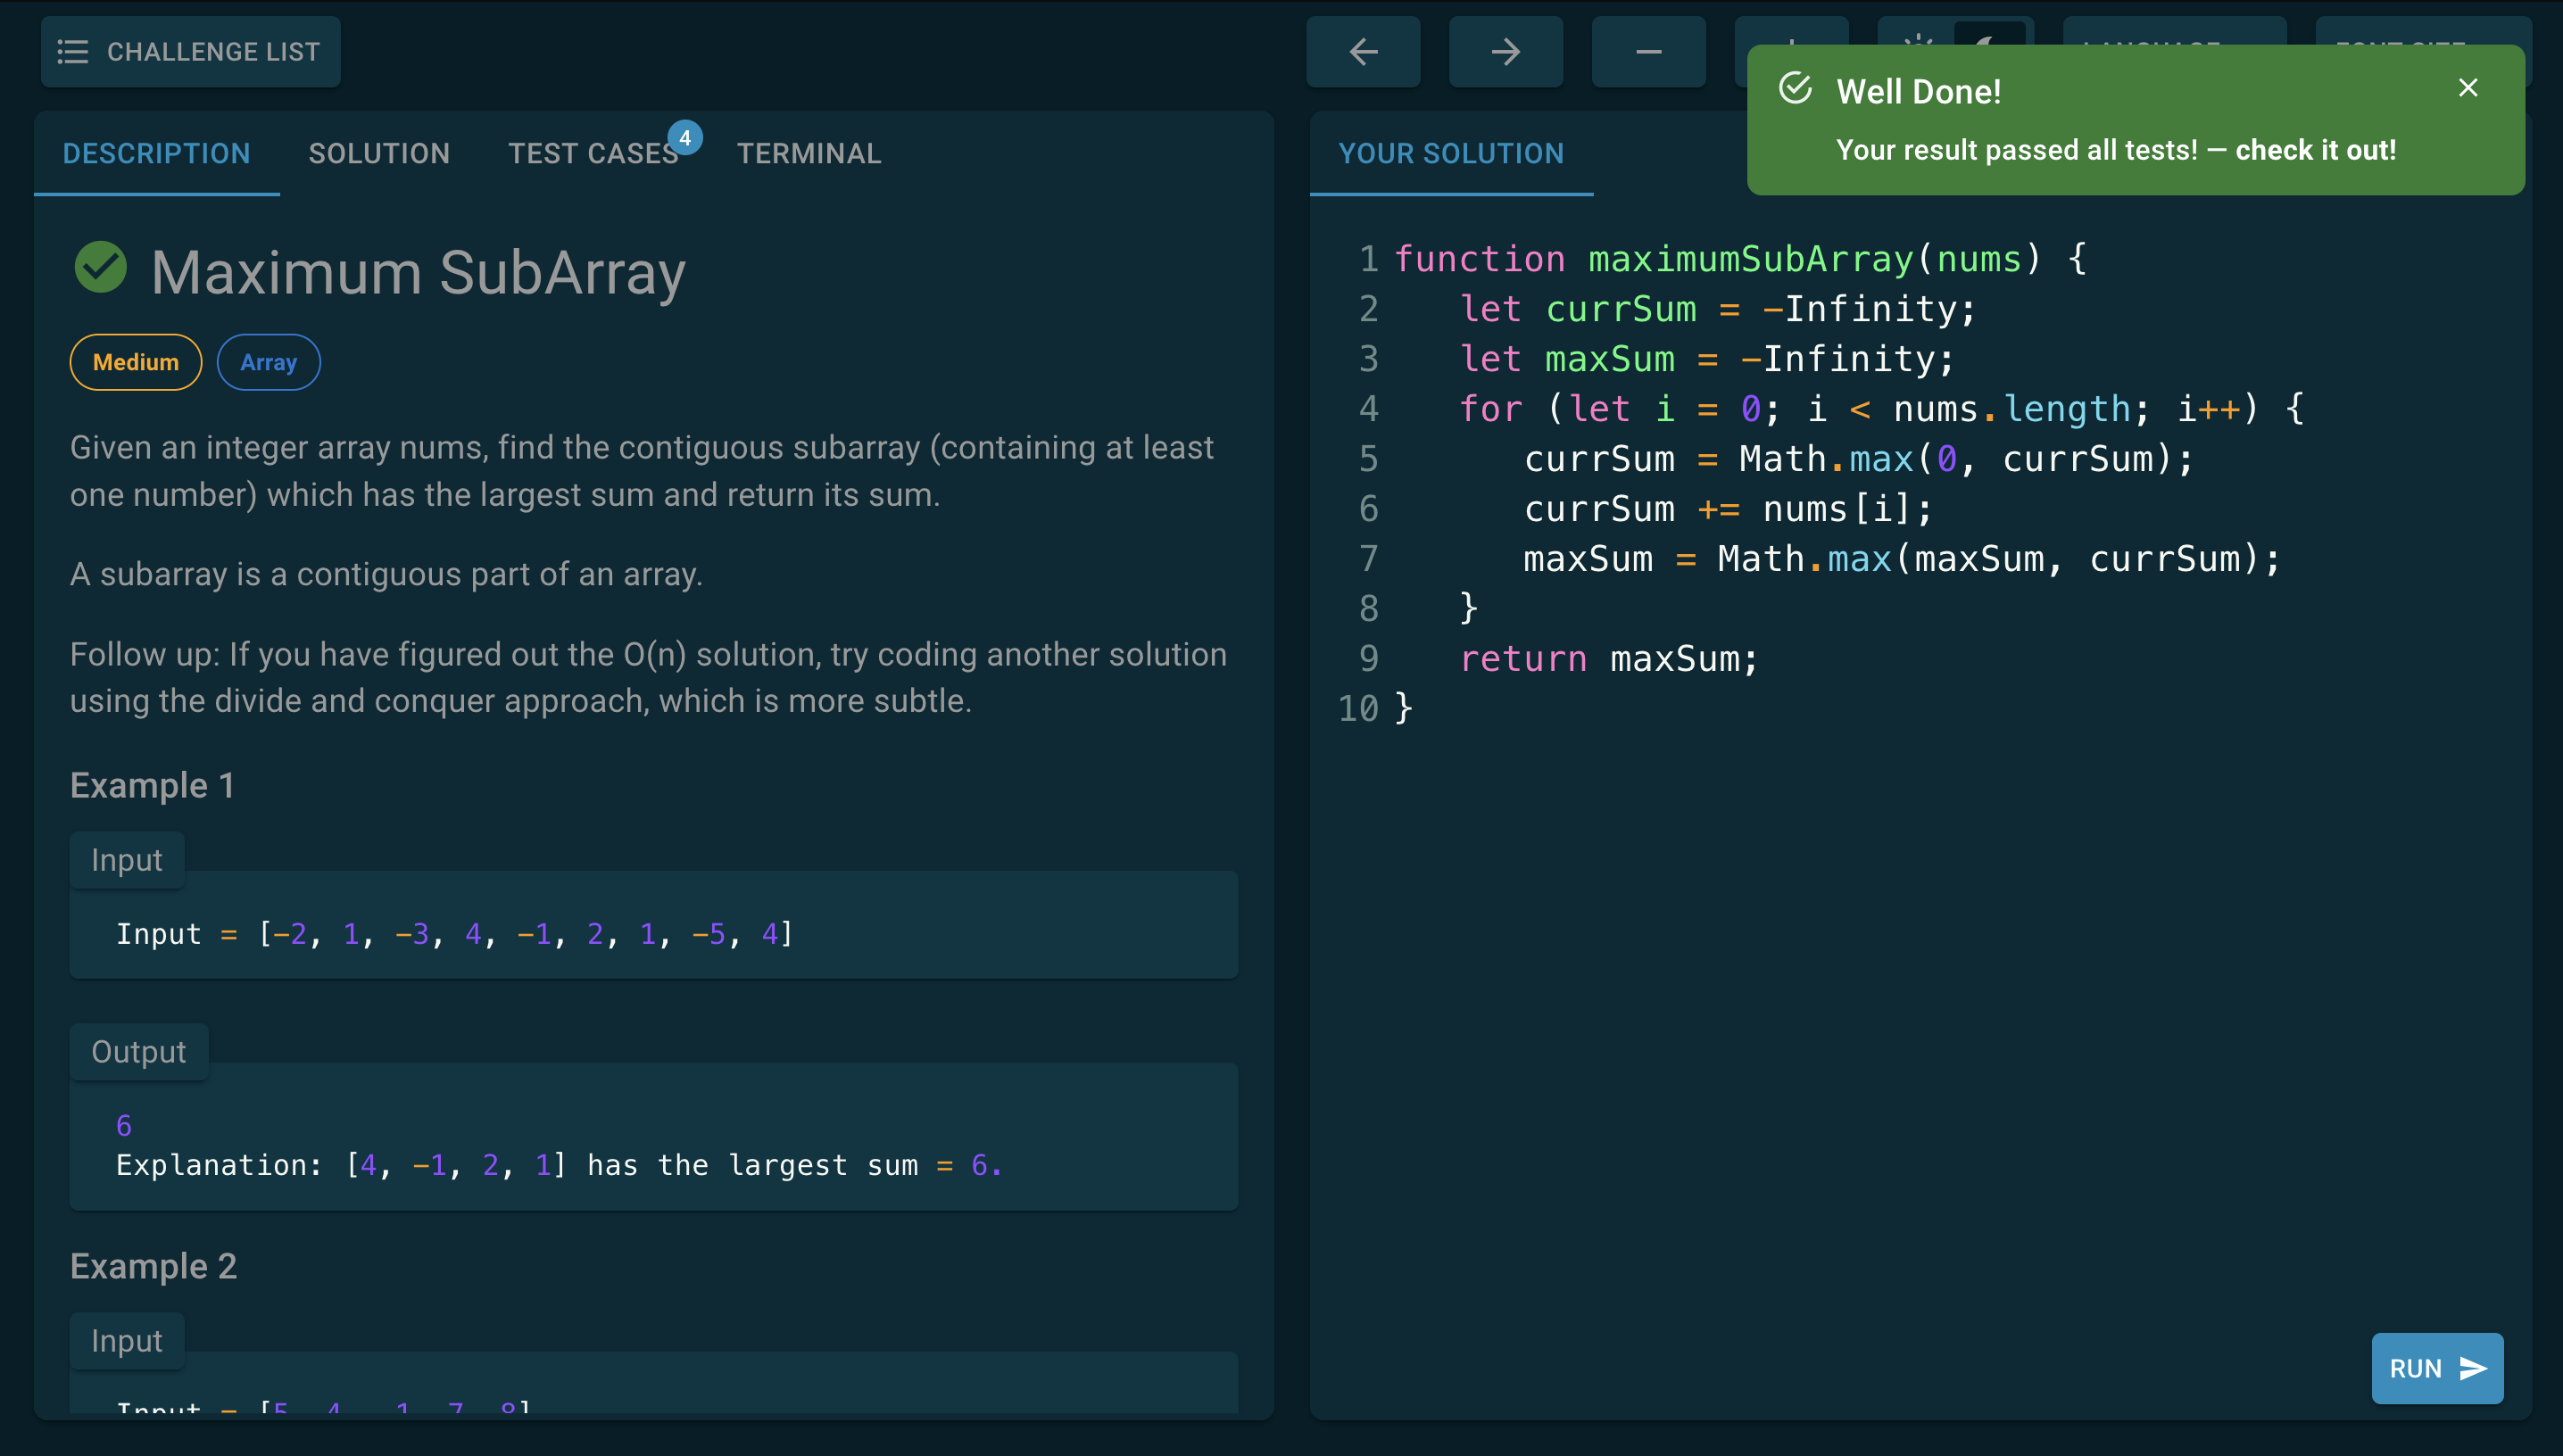 CHALLENGE LIST
Well Done!
Your result passed all tests! — check it out!
DESCRIPTION
SOLUTION
TEST CASES
4
TERMINAL
Maximum SubArray
Medium
Array
Given an integer array nums, find the contiguous subarray (containing at least
one number) which has the largest sum and return its sum.
A subarray is a contiguous part of an array.
Follow up: If you have figured out the O(n) solution, try coding another solution
using the divide and conquer approach, which is more subtle.
Example 1
Input
Input = [-2, 1, -3, 4, -1, 2, 1, -5, 4]
Output
6
Explanation: [4, -1, 2, 1] has the largest sum = 6.
Example 2
Input
YOUR SOLUTION
1 function maximumSubArray(nums) {
2 let currSum = -Infinity;
3 let maxSum = -Infinity;
4 for (let i = 0; i < nums.length; i++) {
5 currSum = Math.max(0, currSum);
6 currSum += nums[i];
7 maxSum = Math.max(maxSum, currSum);
8 }
9 return maxSum;
10 }
RUN